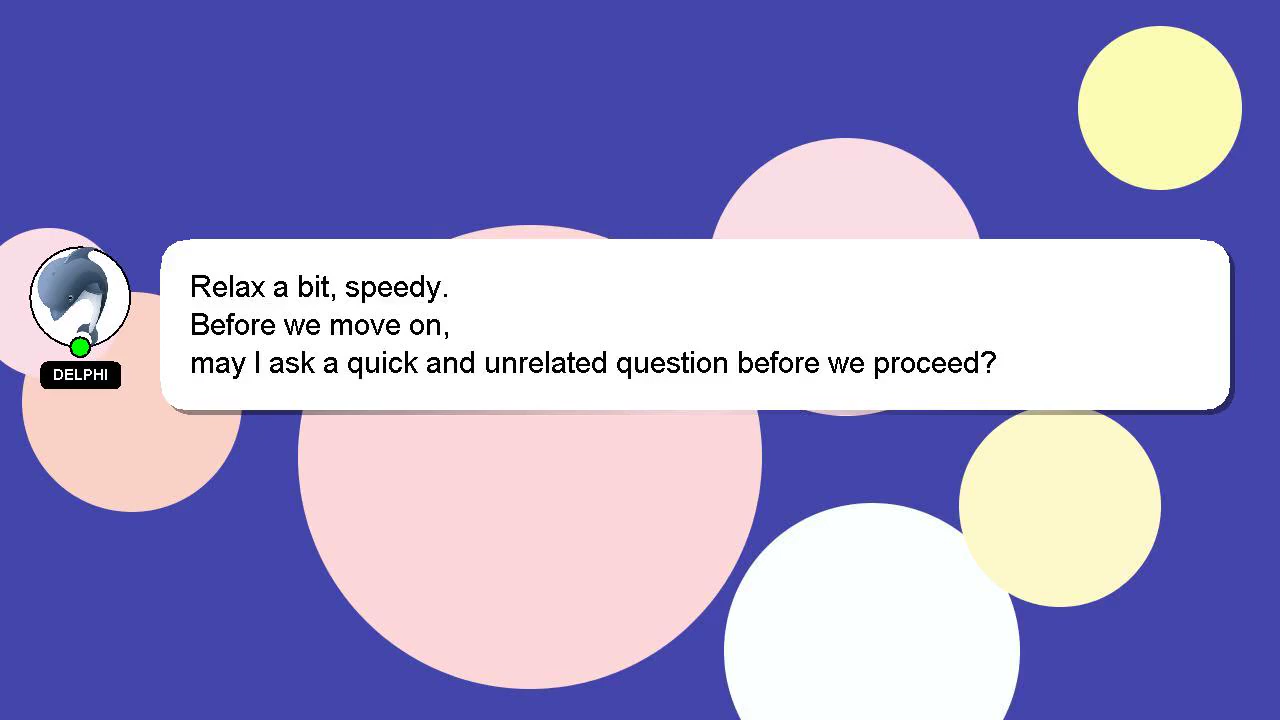 Relax a bit, speedy.
Before we move on,
may I ask a quick and unrelated question before we proceed?
DELPHI